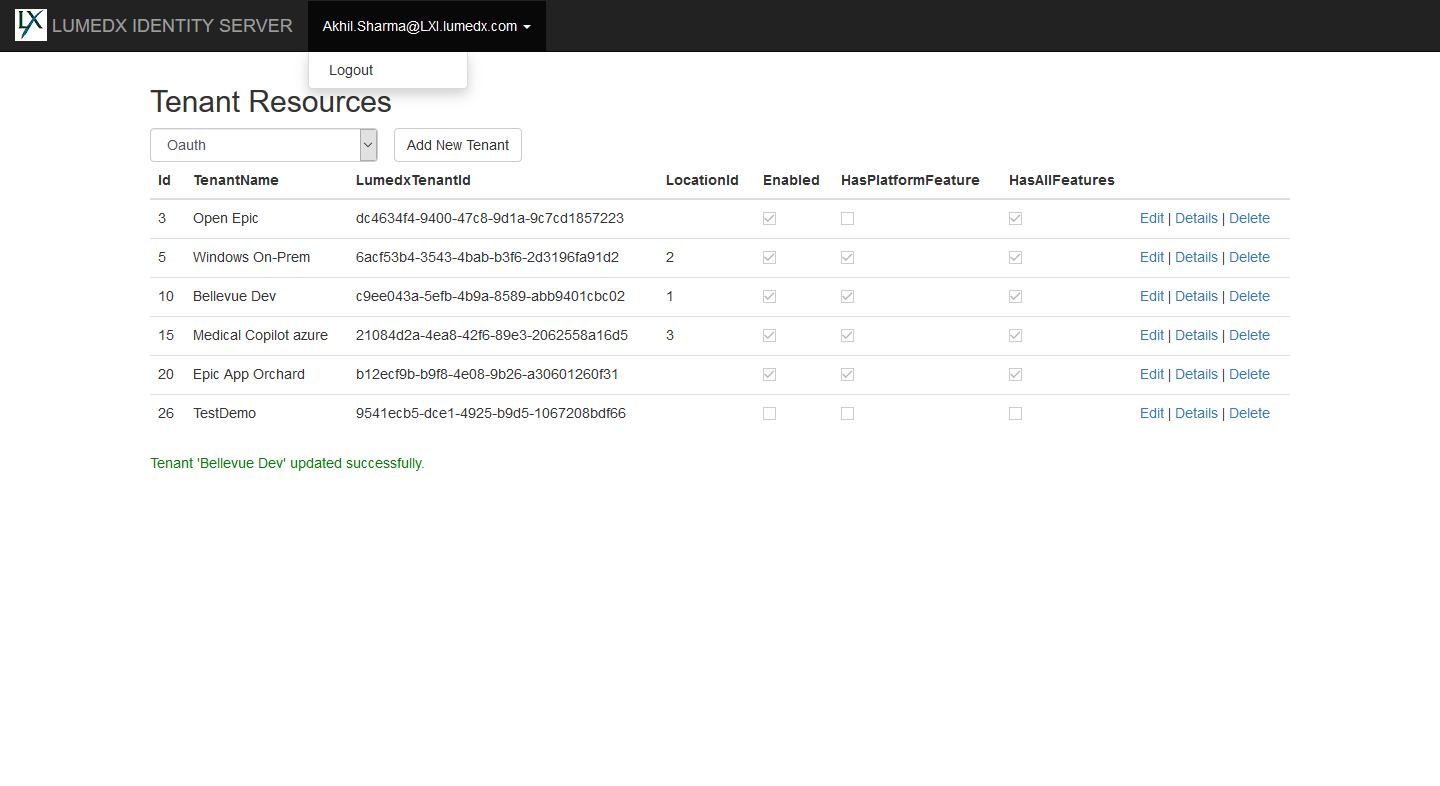 LX LUMEDX IDENTITY SERVER Akhil.Sharma@LXI.lumedx.com
Logout
Tenant Resources
Oauth Add New Tenant
Id TenantName LumedxTenantId LocationId Enabled HasPlatformFeature HasAllFeatures
3 Open Epic dc4634f4-9400-47c8-9d1a-9c7cd1857223 Edit | Details | Delete
5 Windows On-Prem 6acf53b4-3543-4bab-b3f6-2d3196fa91d2 2 Edit | Details | Delete
10 Bellevue Dev c9ee043a-5efb-4b9a-8589-abb9401cbc02 1 Edit | Details | Delete
15 Medical Copilot azure 21084d2a-4ea8-42f6-89e3-2062558a16d5 3 Edit | Details | Delete
20 Epic App Orchard b12ecf9b-b9f8-4e08-9b26-a30601260f31 Edit | Details | Delete
26 TestDemo 9541ecb5-dce1-4925-b9d5-1067208bdf66 Edit | Details | Delete
Tenant 'Bellevue Dev' updated successfully.